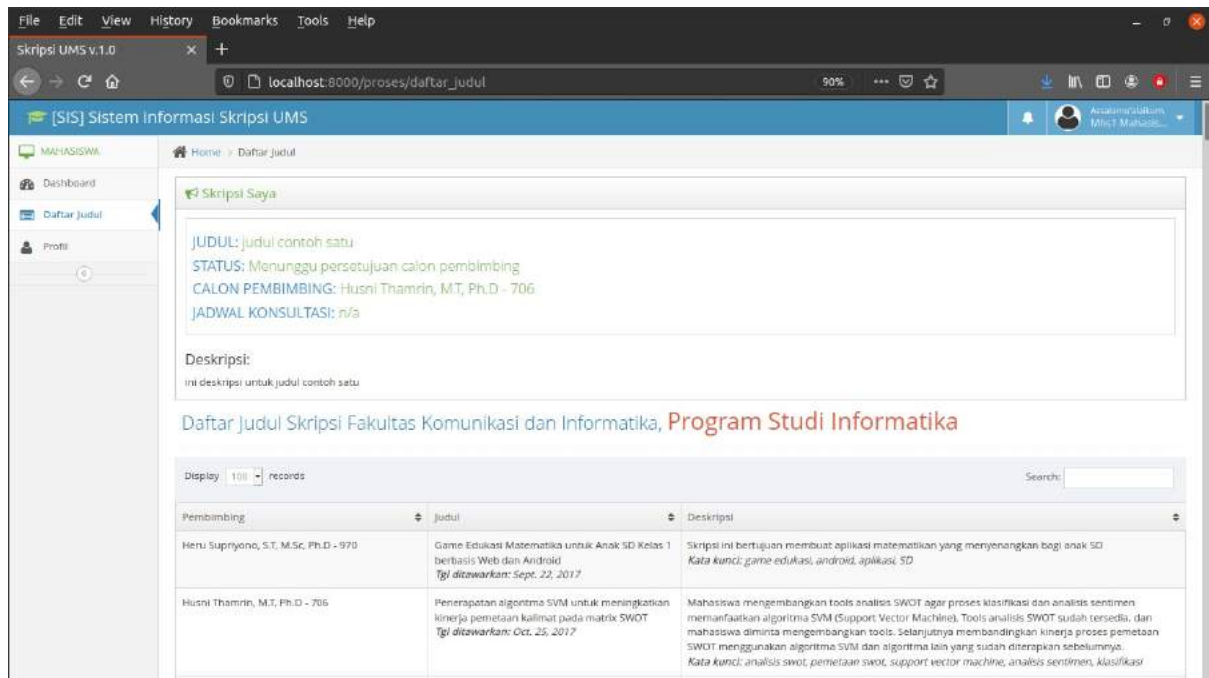 File Edit View History Bookmarks Tools Help
Skripsi UMS v.1.0
localhost:8000/proses/daftar_judul 90%
[SIS] Sistem Informasi Skripsi UMS
MAHASISWA
Home > Daftar Judul
Dashboard
Daftar Judul
Profil
Skripsi Saya
JUDUL: judul contoh satu
STATUS: Menunggu persetujuan calon pembimbing
CALON PEMBIMBING: Husni Thamrin, M.T, Ph.D - 706
JADWAL KONSULTASI: n/a
Deskripsi:
ini deskripsi untuk judul contoh satu
Daftar Judul Skripsi Fakultas Komunikasi dan Informatika, Program Studi Informatika
Display 100 records Search:
Pembimbing Judul Deskripsi
Heru Supriyono, S.T, M.Sc, Ph.D - 970
Game Edukasi Matematika untuk Anak SD Kelas 1
berbasis Web dan Android
Tgl ditawarkan: Sept. 22, 2017
Skripsi ini bertujuan membuat aplikasi matematikan yang menyenangkan bagi anak SD
Kata kunci: game edukasi, android, aplikasi, SD
Husni Thamrin, M.T, Ph.D - 706
Penerapatan algoritma SVM untuk meningkatkan
kinerja pemetaan kalimat pada matrix SWOT
Tgl ditawarkan: Oct. 25, 2017
Mahasiswa mengembangkan tools analisis SWOT agar proses klasifikasi dan analisis sentimen
memanfaatkan algoritma SVM (Support Vector Machine). Tools analisis SWOT sudah tersedia, dan
mahasiswa diminta mengembangkan tools. Selanjutnya membandingkan kinerja proses pemetaan
SWOT menggunakan algoritma SVM dan algoritma lain yang sudah diterapkan sebelumnya.
Kata kunci: analisis swot, pemetaan swot, support vector machine, analisis sentimen, klasifikasi